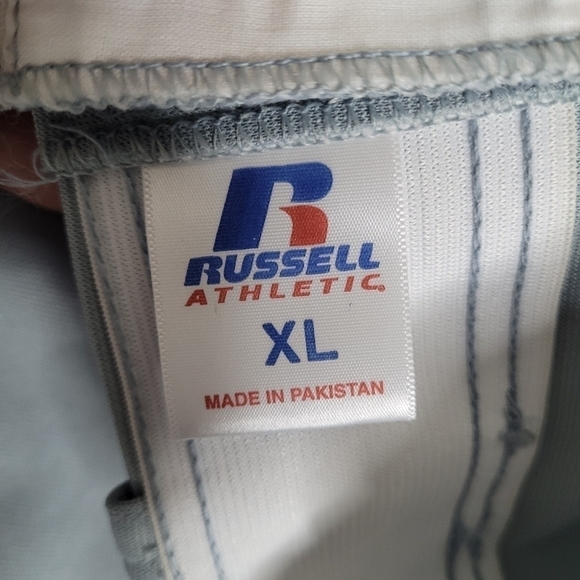 R
RUSSELL
ATHLETIC
XL
MADE IN PAKISTAN